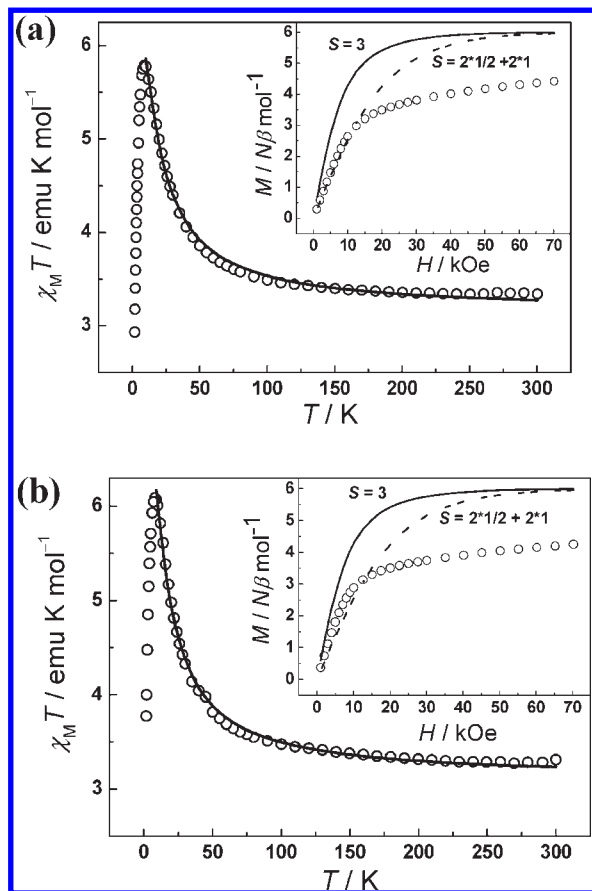 (a)
6
5
4
3
χM T / emu K mol⁻¹
0 50 100 150 200 250 300
T / K
6
5
4
3
2
1
0
M / Nβ mol⁻¹
S = 3
S = 2*1/2 +2*1
0 10 20 30 40 50 60 70
H / kOe
(b)
6
5
4
3
χM T / emu K mol⁻¹
0 50 100 150 200 250 300
T / K
6
5
4
3
2
1
0
M / Nβ mol⁻¹
S = 3
S = 2*1/2 + 2*1
0 10 20 30 40 50 60 70
H / kOe